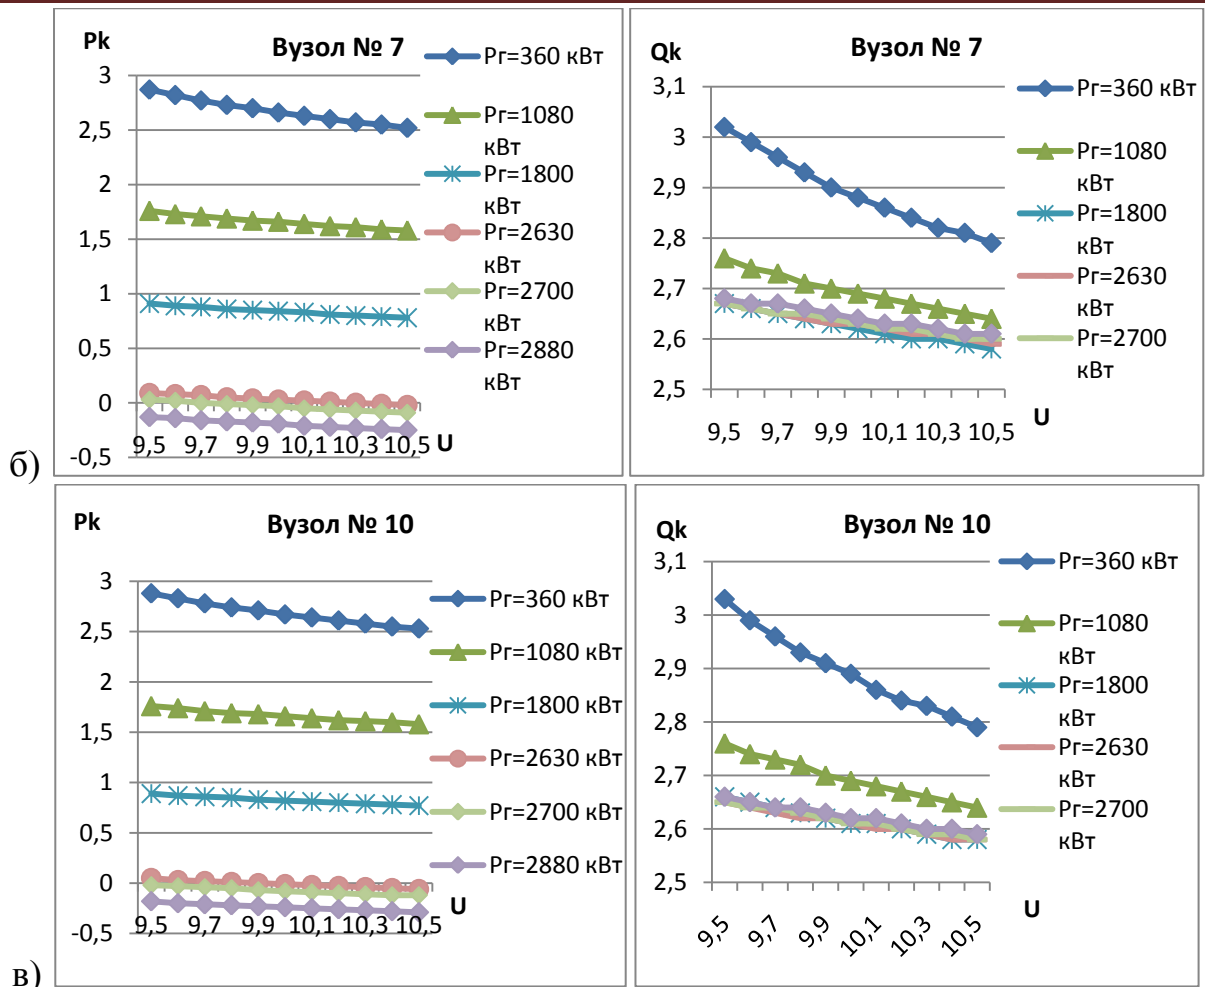 Pk
Вузол № 7
3
2,5
2
1,5
1
0,5
0
-0,5
9,5 9,7 9,9 10,1 10,3 10,5
U
Pг=360 кВт
Pг=1080
кВт
Pг=1800
кВт
Pг=2630
кВт
Pг=2700
кВт
Pг=2880
кВт
Qk
Вузол № 7
3,1
3
2,9
2,8
2,7
2,6
2,5
9,5 9,7 9,9 10,1 10,3 10,5
U
Pг=360 кВт
Pг=1080
кВт
Pг=1800
кВт
Pг=2630
кВт
Pг=2700
кВт
б)
Pk
Вузол № 10
3
2,5
2
1,5
1
0,5
0
-0,5
9,5 9,7 9,9 10,1 10,3 10,5
U
Pг=360 кВт
Pг=1080 кВт
Pг=1800 кВт
Pг=2630 кВт
Pг=2700 кВт
Pг=2880 кВт
Qk
Вузол № 10
3,1
3
2,9
2,8
2,7
2,6
2,5
9,5 9,7 9,9 10,1 10,3 10,5
U
Pг=360 кВт
Pг=1080
кВт
Pг=1800
кВт
Pг=2630
кВт
Pг=2700
кВт
в)